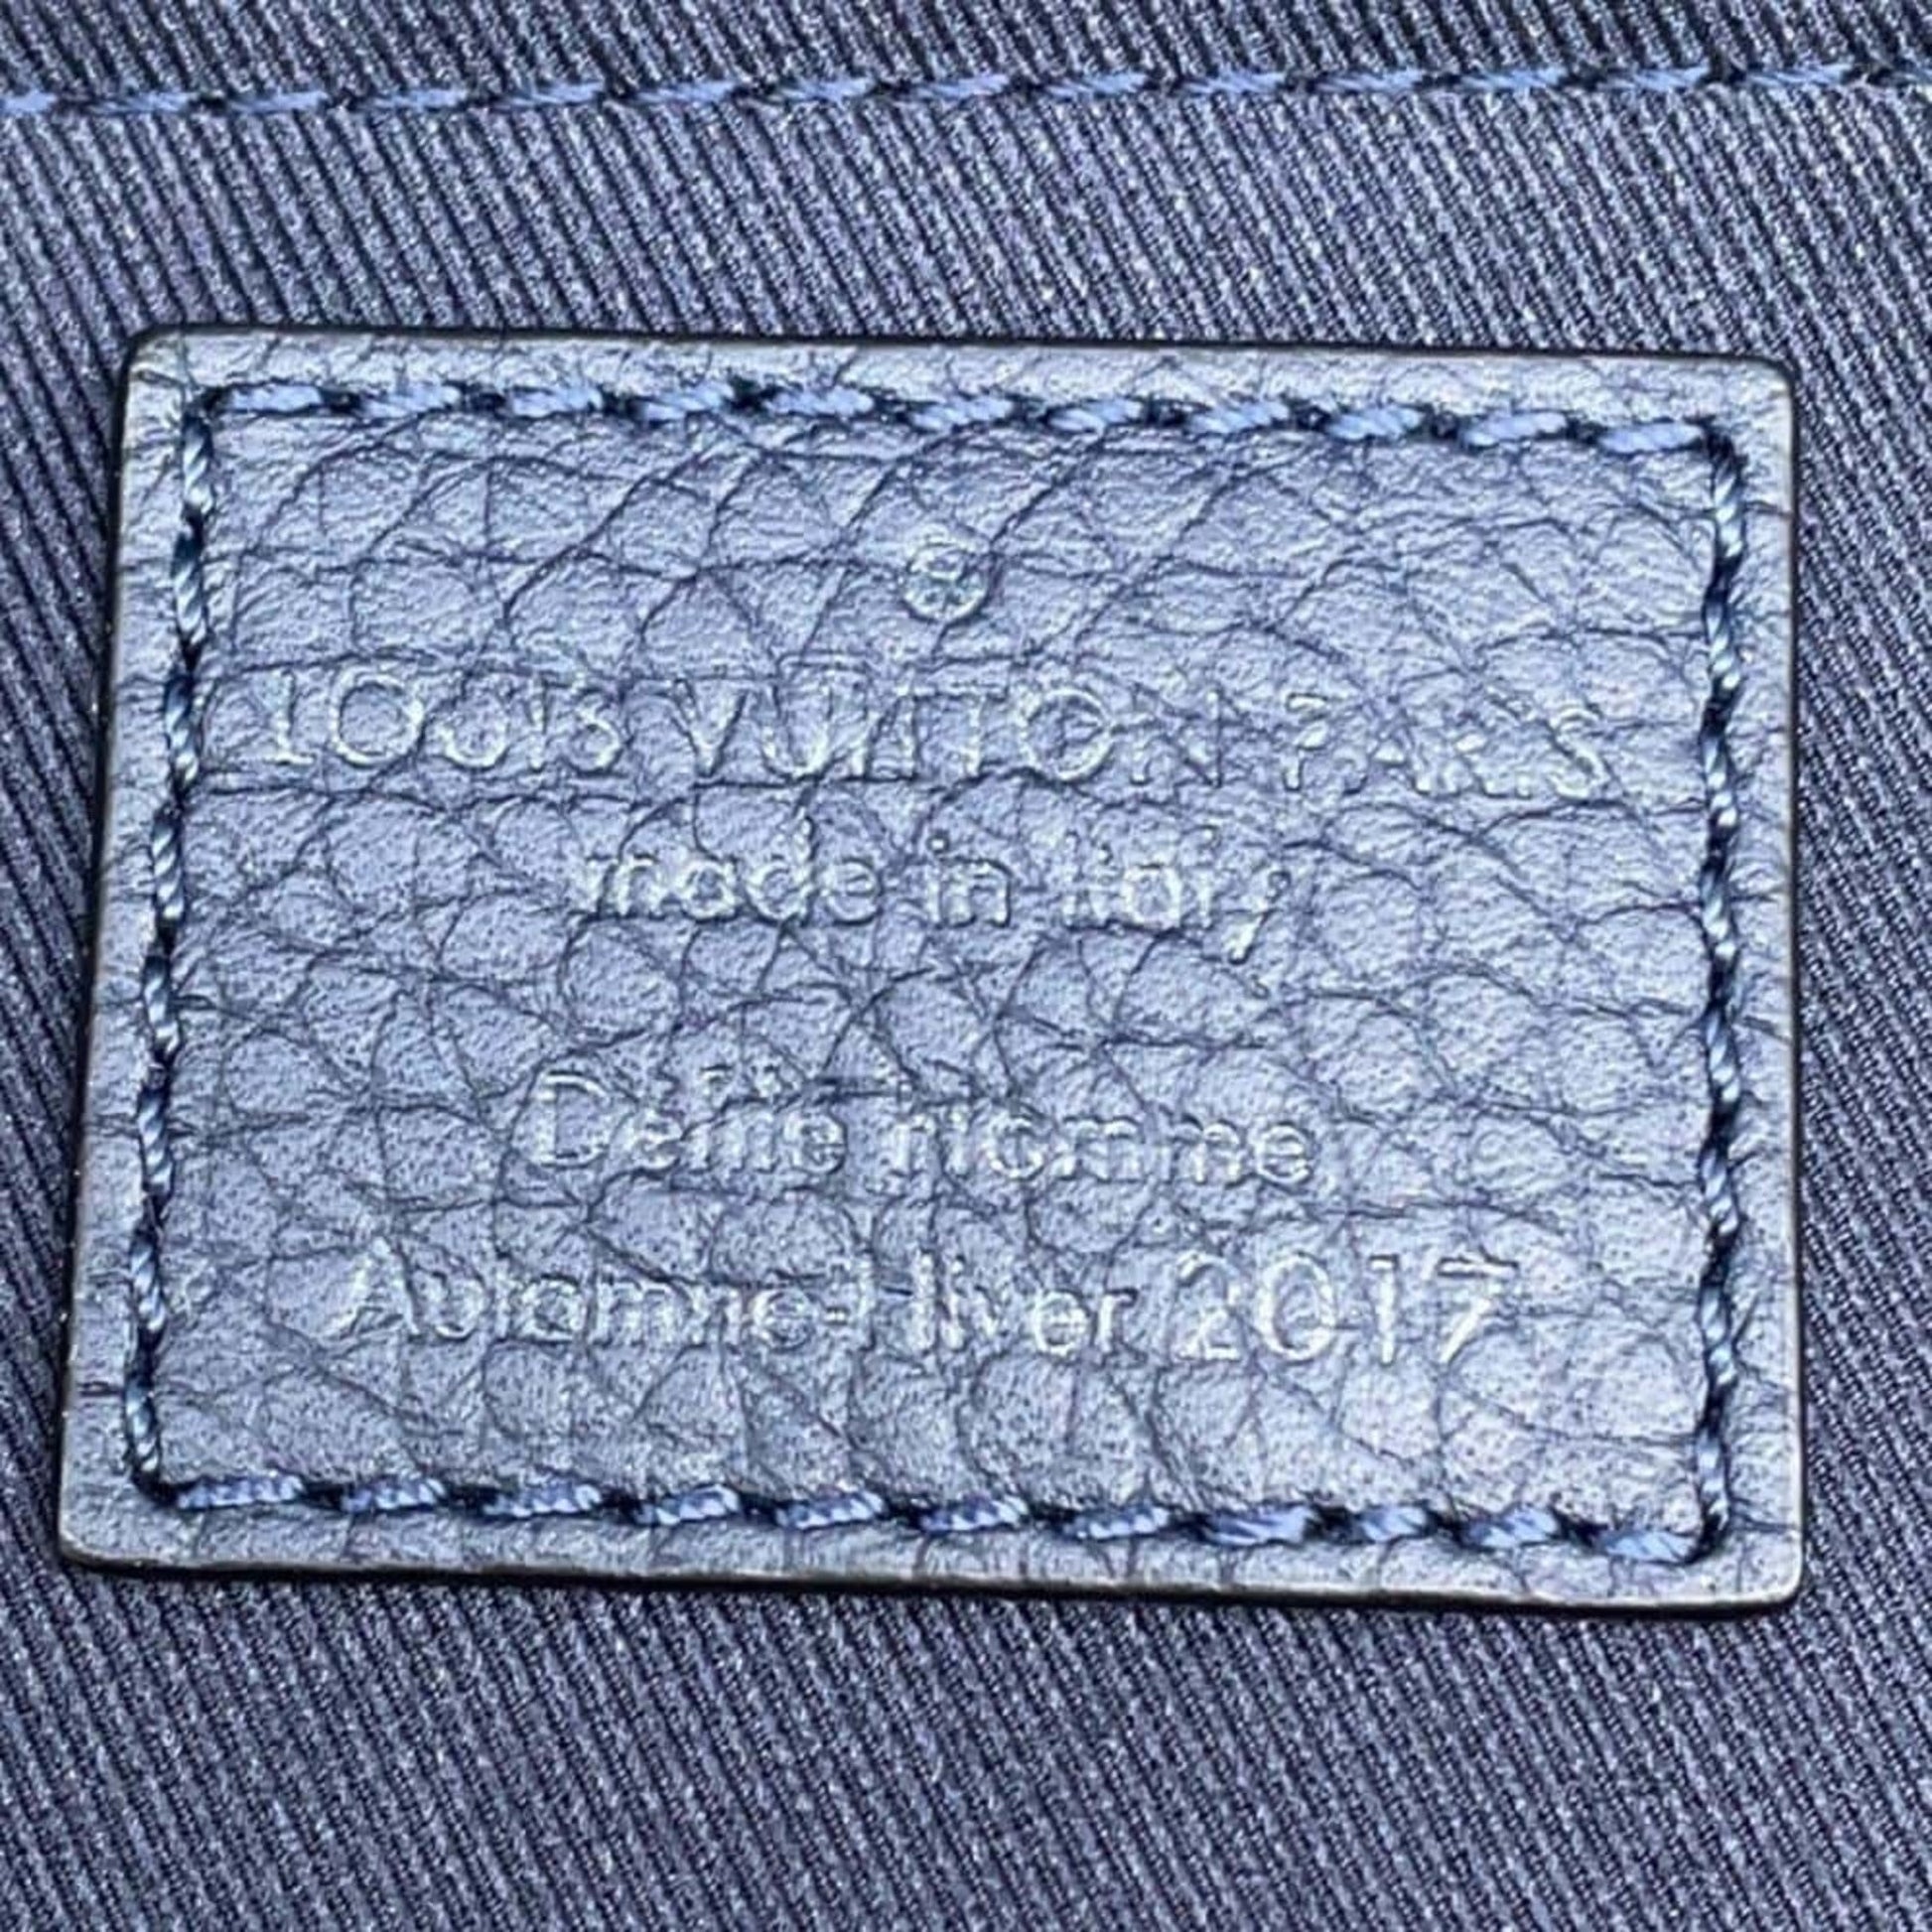 ®
LOUIS VUITTON PARIS
made in Italy
Défilé Homme
Automne-Hiver 2017